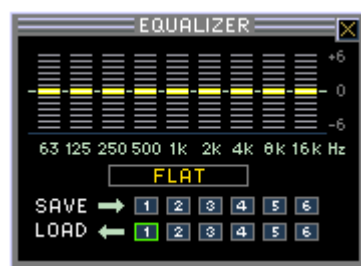 EQUALIZER X
+6
0
-6
63 125 250 500 1k 2k 4k 8k 16k Hz
FLAT
SAVE → 1 2 3 4 5 6
LOAD ← 1 2 3 4 5 6